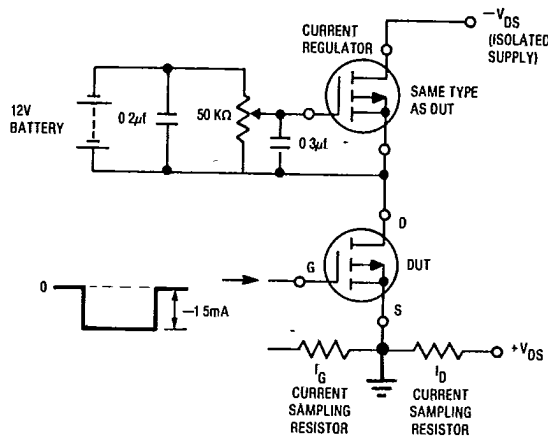 −VDS
(ISOLATED
SUPPLY)
CURRENT
REGULATOR
SAME TYPE
AS DUT
12V
BATTERY
0 2µf
50 KΩ
0 3µf
D
G
DUT
0
−1 5mA
S
+VDS
IG
CURRENT
SAMPLING
RESISTOR
ID
CURRENT
SAMPLING
RESISTOR